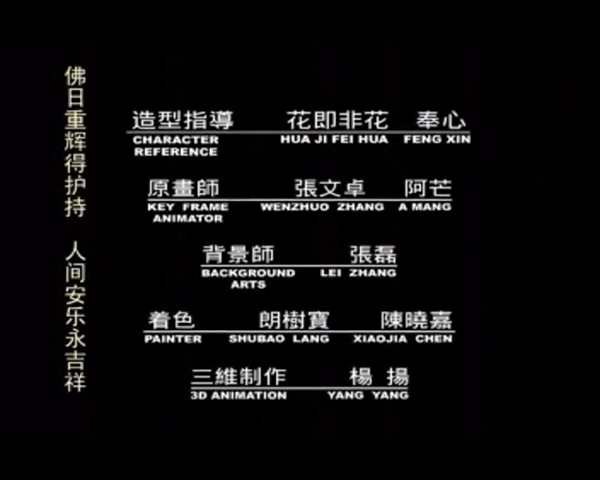 佛日重辉得护持 人间安乐永吉祥
造型指導 花即非花 奉心
CHARACTER REFERENCE HUA JI FEI HUA FENG XIN
原畫師 張文卓 阿芒
KEY FRAME ANIMATOR WENZHUO ZHANG A MANG
背景師 張磊
BACKGROUND ARTS LEI ZHANG
着色 朗樹寶 陳曉嘉
PAINTER SHUBAO LANG XIAOJIA CHEN
三維制作 楊 揚
3D ANIMATION YANG YANG